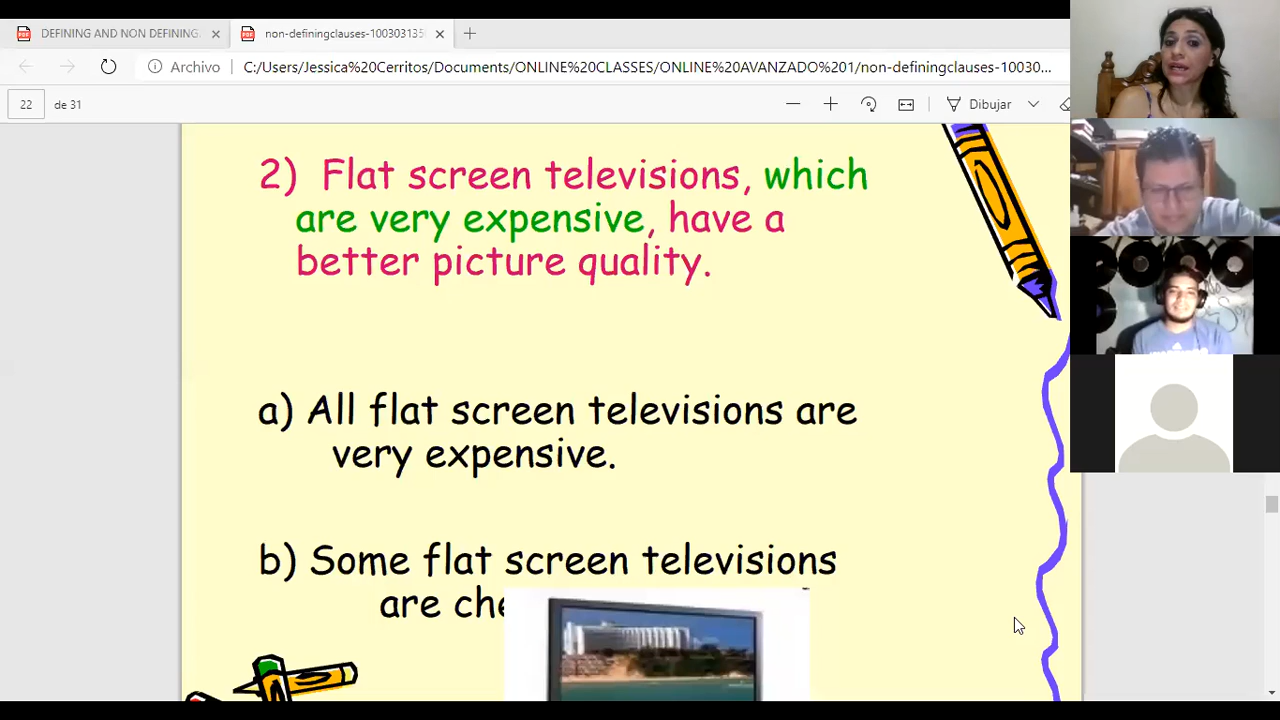 DEFINING AND NON DEFINING
non-definingclauses-100303135
Archivo
C:/Users/Jessica%20Cerritos/Documents/ONLINE%20CLASSES/ONLINE%20AVANZADO%201/non-definingclauses-10030...
22 de 31
Dibujar
2) Flat screen televisions, which
are very expensive, have a
better picture quality.
a) All flat screen televisions are
very expensive.
b) Some flat screen televisions
are